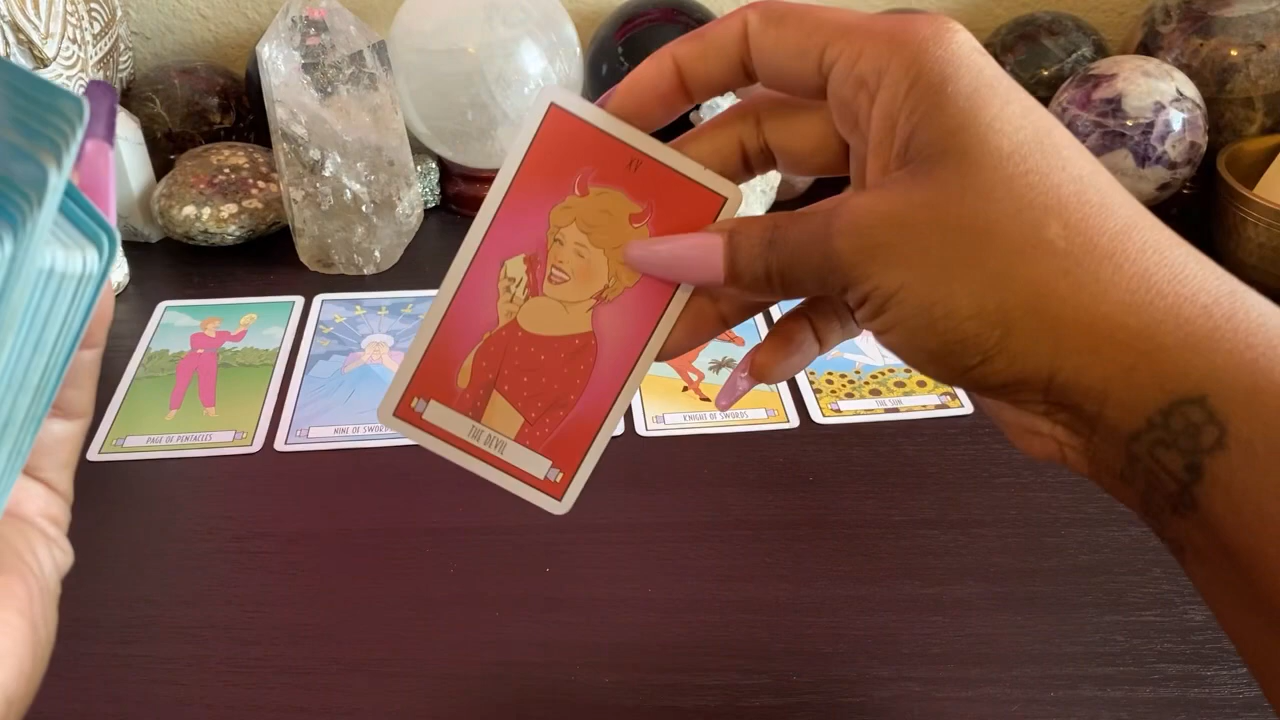 XV
THE DEVIL
PAGE OF PENTACLES
NINE OF SWORDS
KNIGHT OF SWORDS
THE SUN